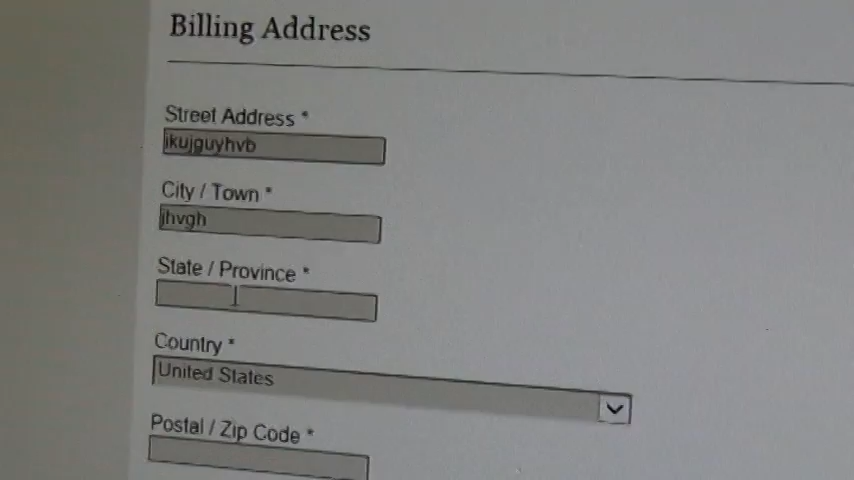 Billing Address
Street Address *
ikujguyhvb
City / Town *
jhvgh
State / Province *
Country *
United States
Postal / Zip Code *